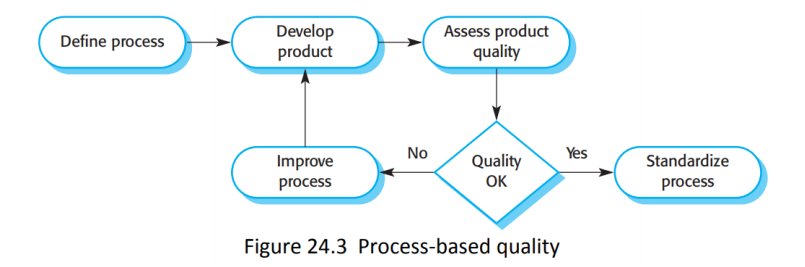 Define process
Develop
product
Assess product
quality
Improve
process
No
Quality
OK
Yes
Standardize
process
Figure 24.3 Process-based quality